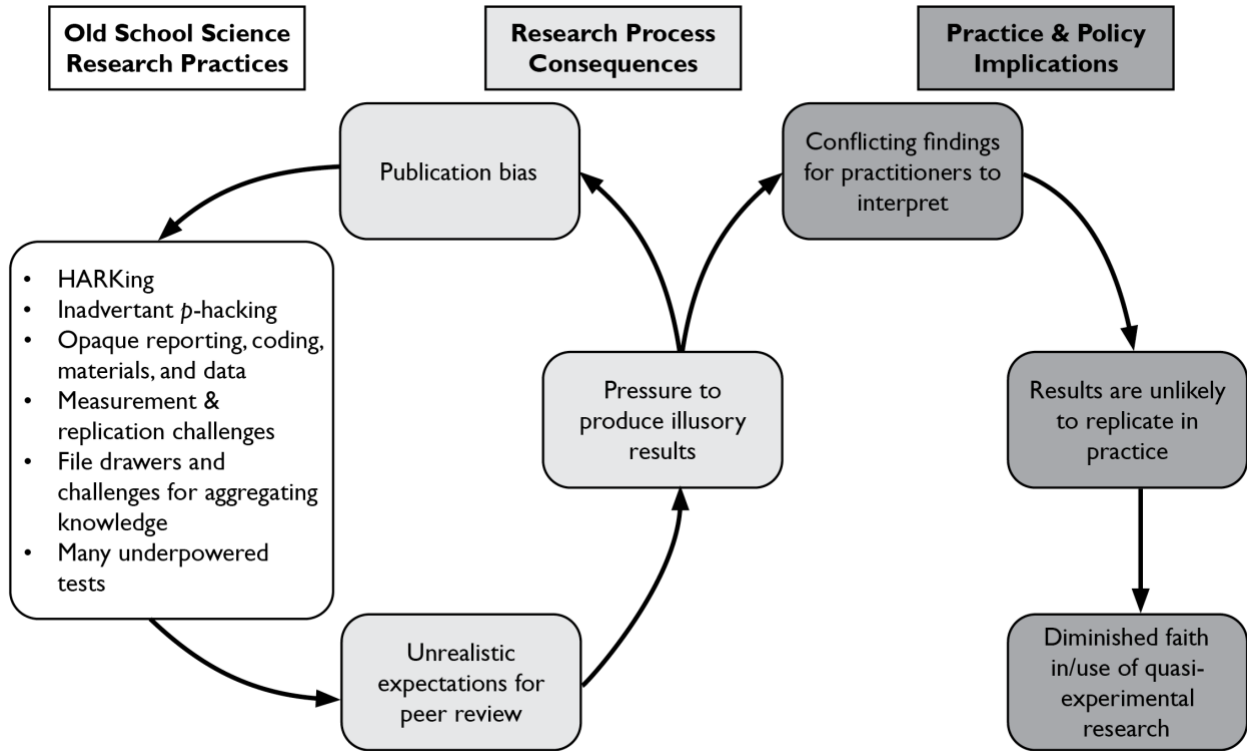 Old School Science
Research Practices
Research Process
Consequences
Practice & Policy
Implications
Publication bias
Conflicting findings
for practitioners to
interpret
• HARKing
• Inadvertant p-hacking
• Opaque reporting, coding,
materials, and data
• Measurement &
replication challenges
• File drawers and
challenges for aggregating
knowledge
• Many underpowered
tests
Pressure to
produce illusory
results
Results are unlikely
to replicate in
practice
Unrealistic
expectations for
peer review
Diminished faith
in/use of quasi-
experimental
research